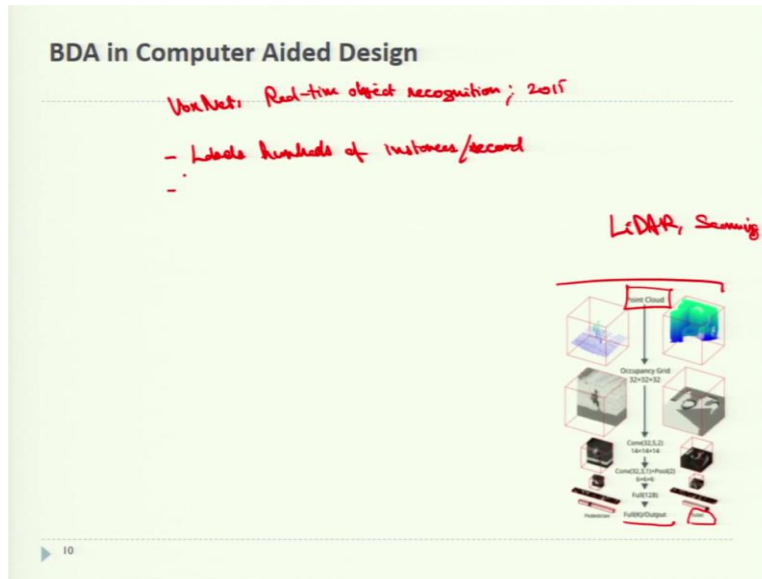 BDA in Computer Aided Design
VoxNet: Real-time object recognition; 2015
- Labels hundreds of instances/second
-
LiDAR, Scanning
Point Cloud
Occupancy Grid
32×32×32
Conv(32,5,2)
14×14×14
Conv(32,3,1)+Pool(2)
6×6×6
Full(128)
Pedestrian
Full(K)/Output
10